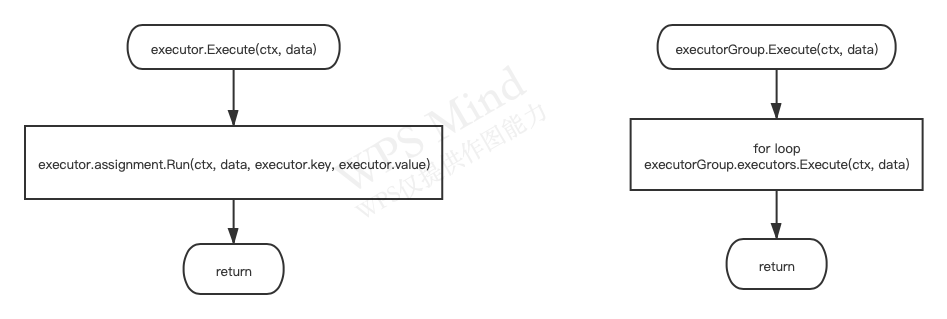 executor.Execute(ctx, data)
executor.assignment.Run(ctx, data, executor.key, executor.value)
return
executorGroup.Execute(ctx, data)
for loop
executorGroup.executors.Execute(ctx, data)
return
WPS Mind
WPS仅提供作图能力